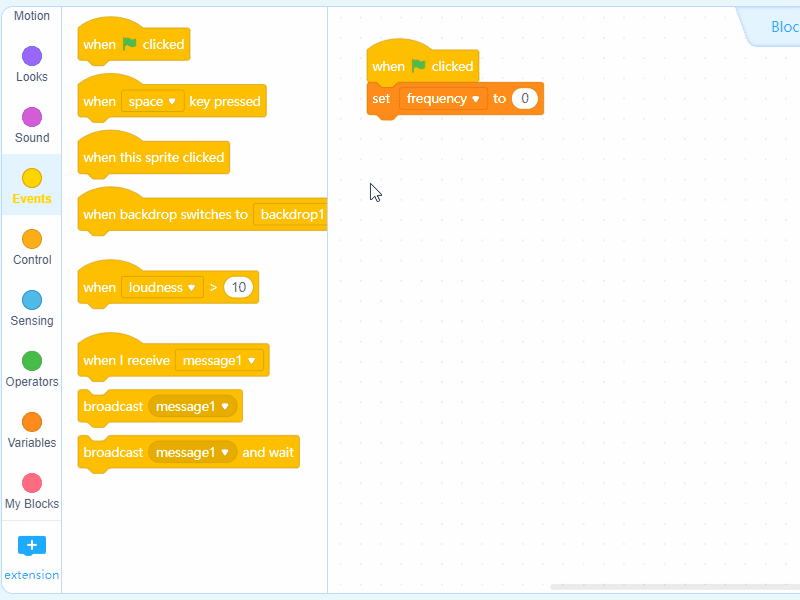 Motion
Looks
Sound
Events
Control
Sensing
Operators
Variables
My Blocks
extension
when clicked
when space key pressed
when this sprite clicked
when backdrop switches to backdrop1
when loudness > 10
when I receive message1
broadcast message1
broadcast message1 and wait
when clicked
set frequency to 0
Bloc